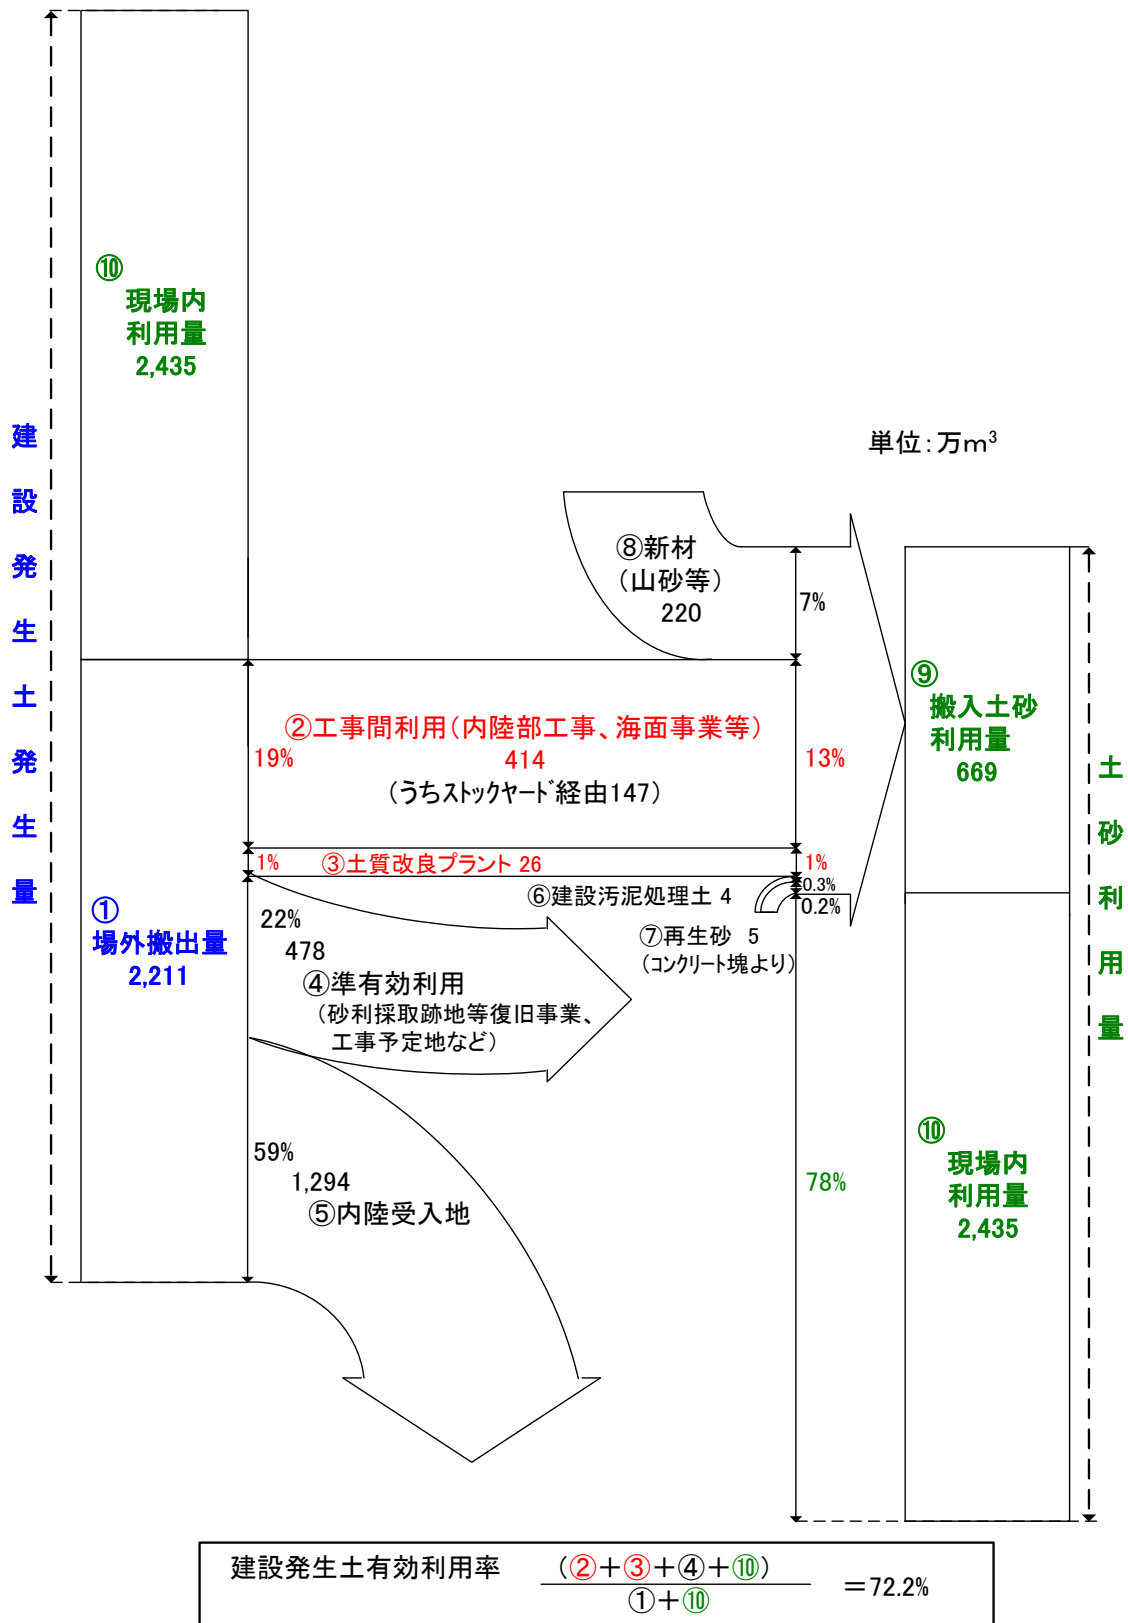 建設発生土発生量
⑩
現場内
利用量
2,435
単位:万m³
⑧新材
(山砂等)
220
7%
②工事間利用(内陸部工事、海面事業等)
19%
414
13%
(うちストックヤード経由147)
⑨
搬入土砂
利用量
669
土砂利用量
1%
③土質改良プラント 26
1%
⑥建設汚泥処理土 4
0.3%
0.2%
①
場外搬出量
2,211
22%
478
⑦再生砂 5
(コンクリート塊より)
④準有効利用
(砂利採取跡地等復旧事業、
工事予定地など)
59%
1,294
⑤内陸受入地
78%
⑩
現場内
利用量
2,435
建設発生土有効利用率 (②+③+④+⑩)
①+⑩
=72.2%